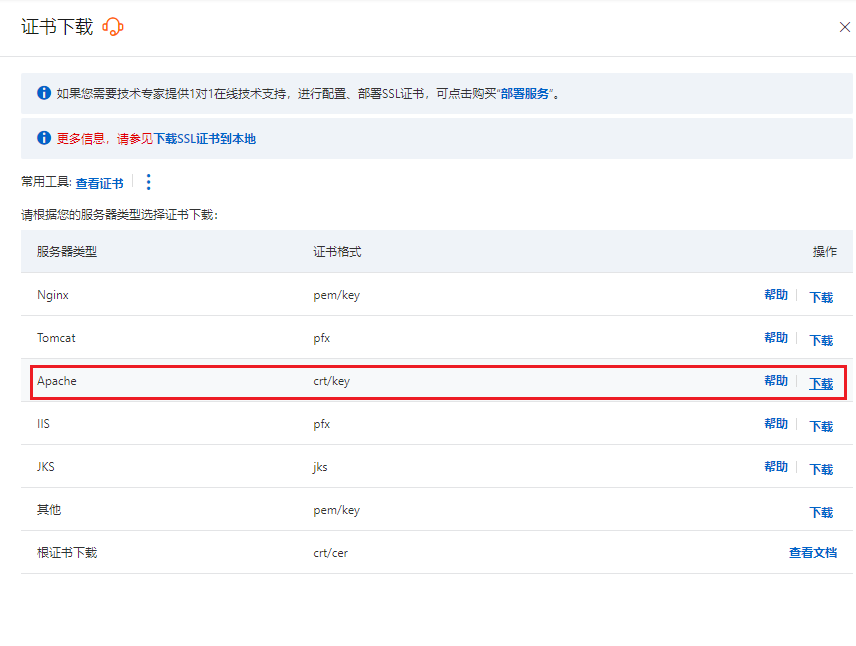 证书下载
如果您需要技术专家提供1对1在线技术支持，进行配置、部署SSL证书，可点击购买“部署服务”。
更多信息，请参见下载SSL证书到本地
常用工具: 查看证书
请根据您的服务器类型选择证书下载：
服务器类型 证书格式 操作
Nginx pem/key 帮助 下载
Tomcat pfx 帮助 下载
Apache crt/key 帮助 下载
IIS pfx 帮助 下载
JKS jks 帮助 下载
其他 pem/key 下载
根证书下载 crt/cer 查看文档